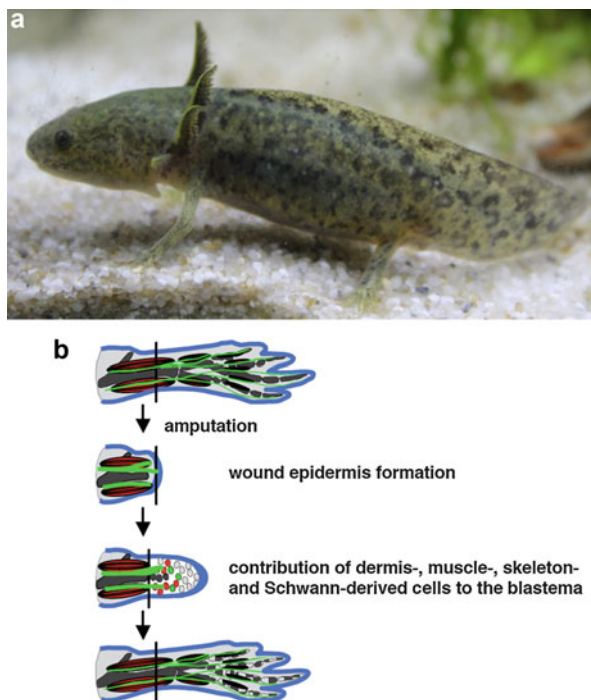 a
b
amputation
wound epidermis formation
contribution of dermis-, muscle-, skeleton-
and Schwann-derived cells to the blastema